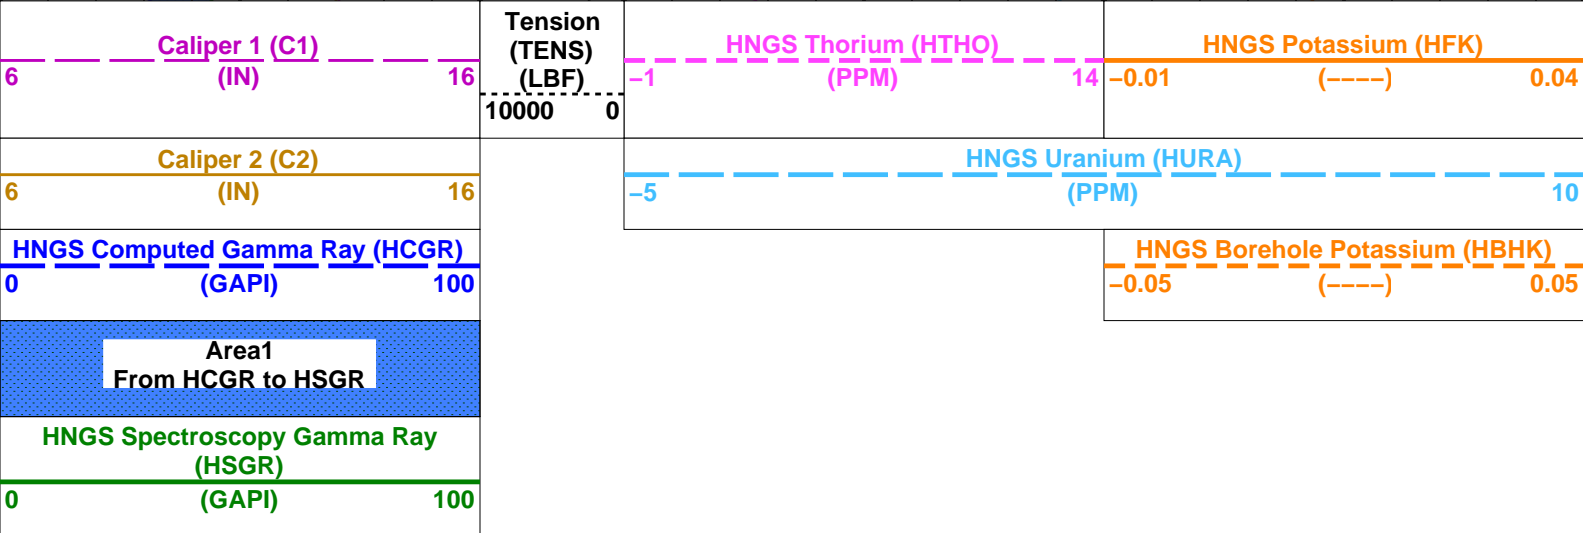 Caliper 1 (C1)
6 (IN) 16
Tension
(TENS)
(LBF)
10000 0
HNGS Thorium (HTHO)
−1 (PPM) 14
HNGS Potassium (HFK)
−0.01 (−−−−) 0.04
Caliper 2 (C2)
6 (IN) 16
HNGS Uranium (HURA)
−5 (PPM) 10
HNGS Computed Gamma Ray (HCGR)
0 (GAPI) 100
HNGS Borehole Potassium (HBHK)
−0.05 (−−−−) 0.05
Area1
From HCGR to HSGR
HNGS Spectroscopy Gamma Ray
(HSGR)
0 (GAPI) 100